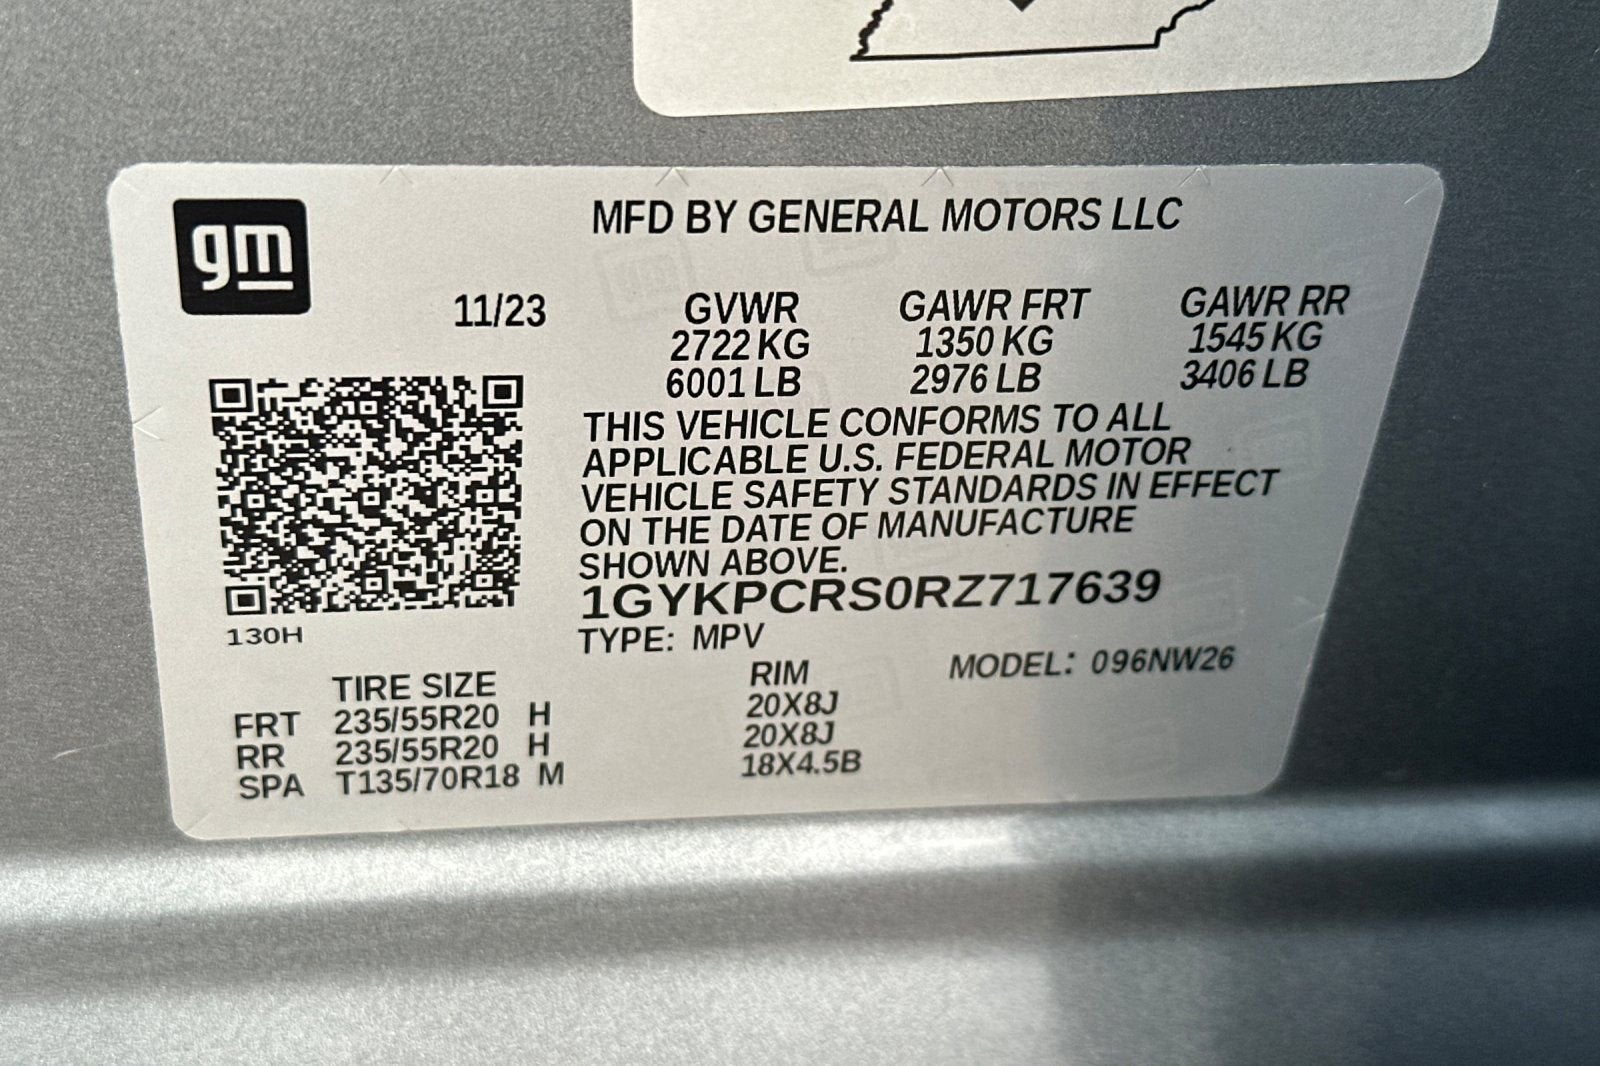 gm
MFD BY GENERAL MOTORS LLC
11/23 GVWR GAWR FRT GAWR RR
2722 KG 1350 KG 1545 KG
6001 LB 2976 LB 3406 LB
THIS VEHICLE CONFORMS TO ALL
APPLICABLE U.S. FEDERAL MOTOR
VEHICLE SAFETY STANDARDS IN EFFECT
ON THE DATE OF MANUFACTURE
SHOWN ABOVE.
1GYKPCRS0RZ717639
130H
TYPE: MPV MODEL: 096NW26
TIRE SIZE RIM
FRT 235/55R20 H 20X8J
RR 235/55R20 H 20X8J
SPA T135/70R18 M 18X4.5B